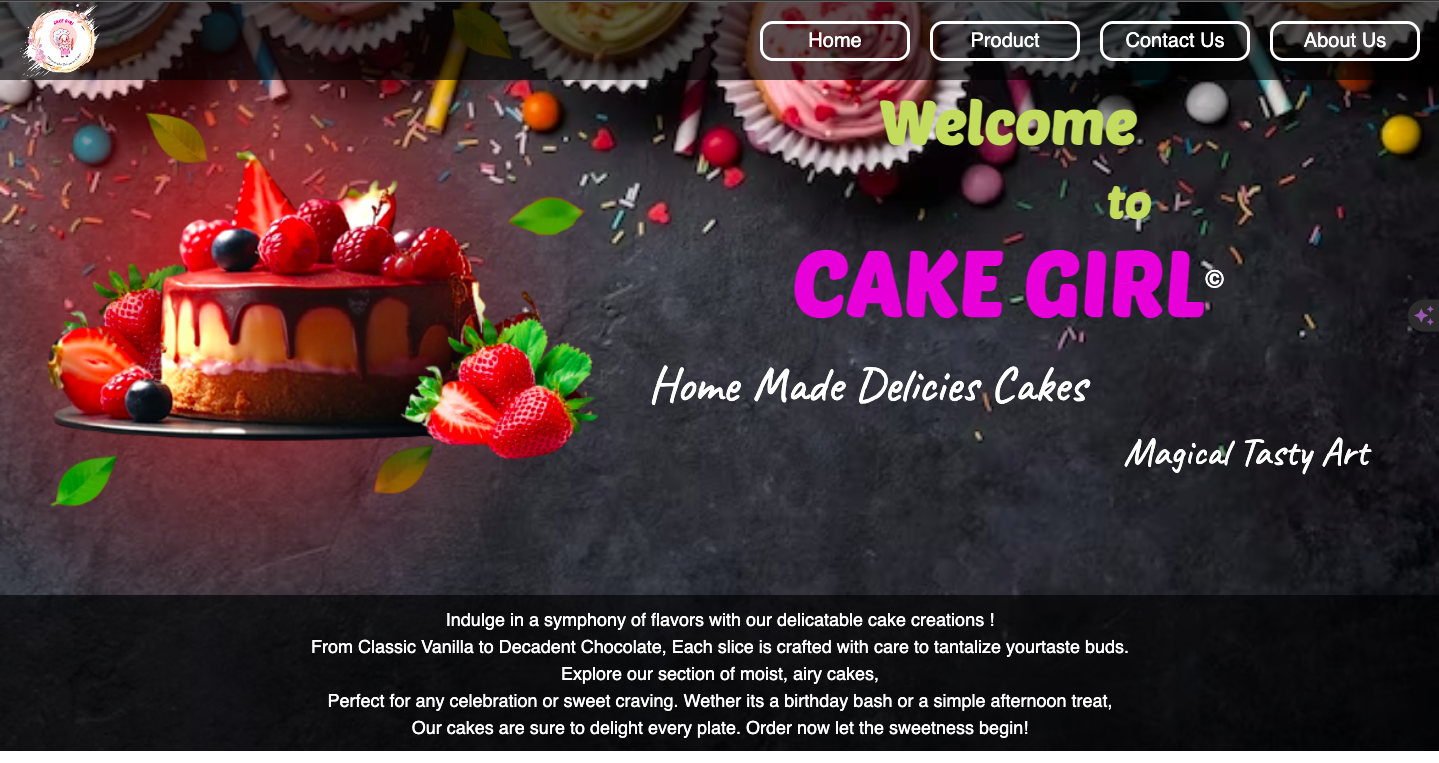 CAKE GIRL
Home
Product
Contact Us
About Us
Welcome
to
CAKE GIRL©
Home Made Delicies Cakes
Magical Tasty Art
Indulge in a symphony of flavors with our delicatable cake creations !
From Classic Vanilla to Decadent Chocolate, Each slice is crafted with care to tantalize yourtaste buds.
Explore our section of moist, airy cakes,
Perfect for any celebration or sweet craving. Wether its a birthday bash or a simple afternoon treat,
Our cakes are sure to delight every plate. Order now let the sweetness begin!